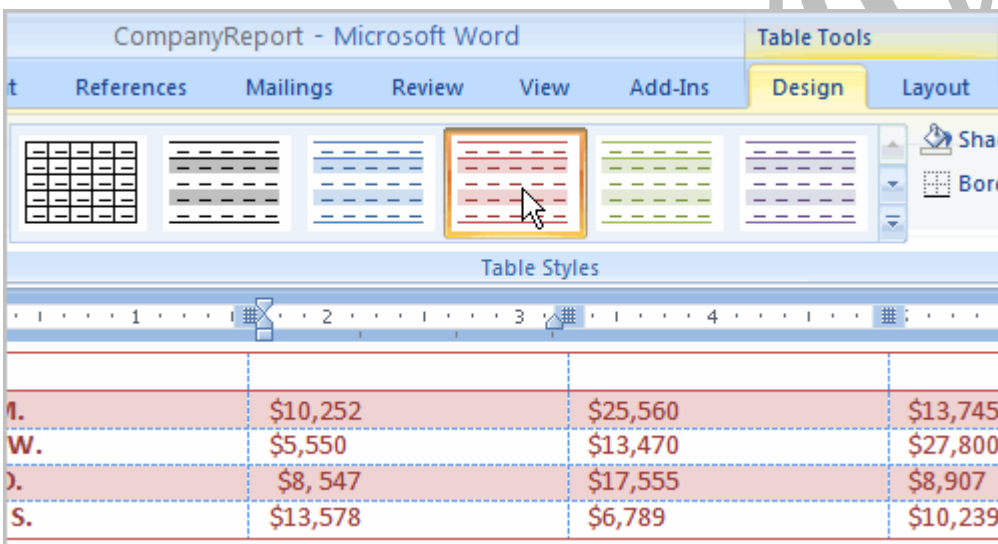 CompanyReport - Microsoft Word Table Tools
t References Mailings Review View Add-Ins Design Layout
Sha
Bor
Table Styles
1 2 3 4
M. $10,252 $25,560 $13,745
W. $5,550 $13,470 $27,800
$8, 547 $17,555 $8,907
S. $13,578 $6,789 $10,239